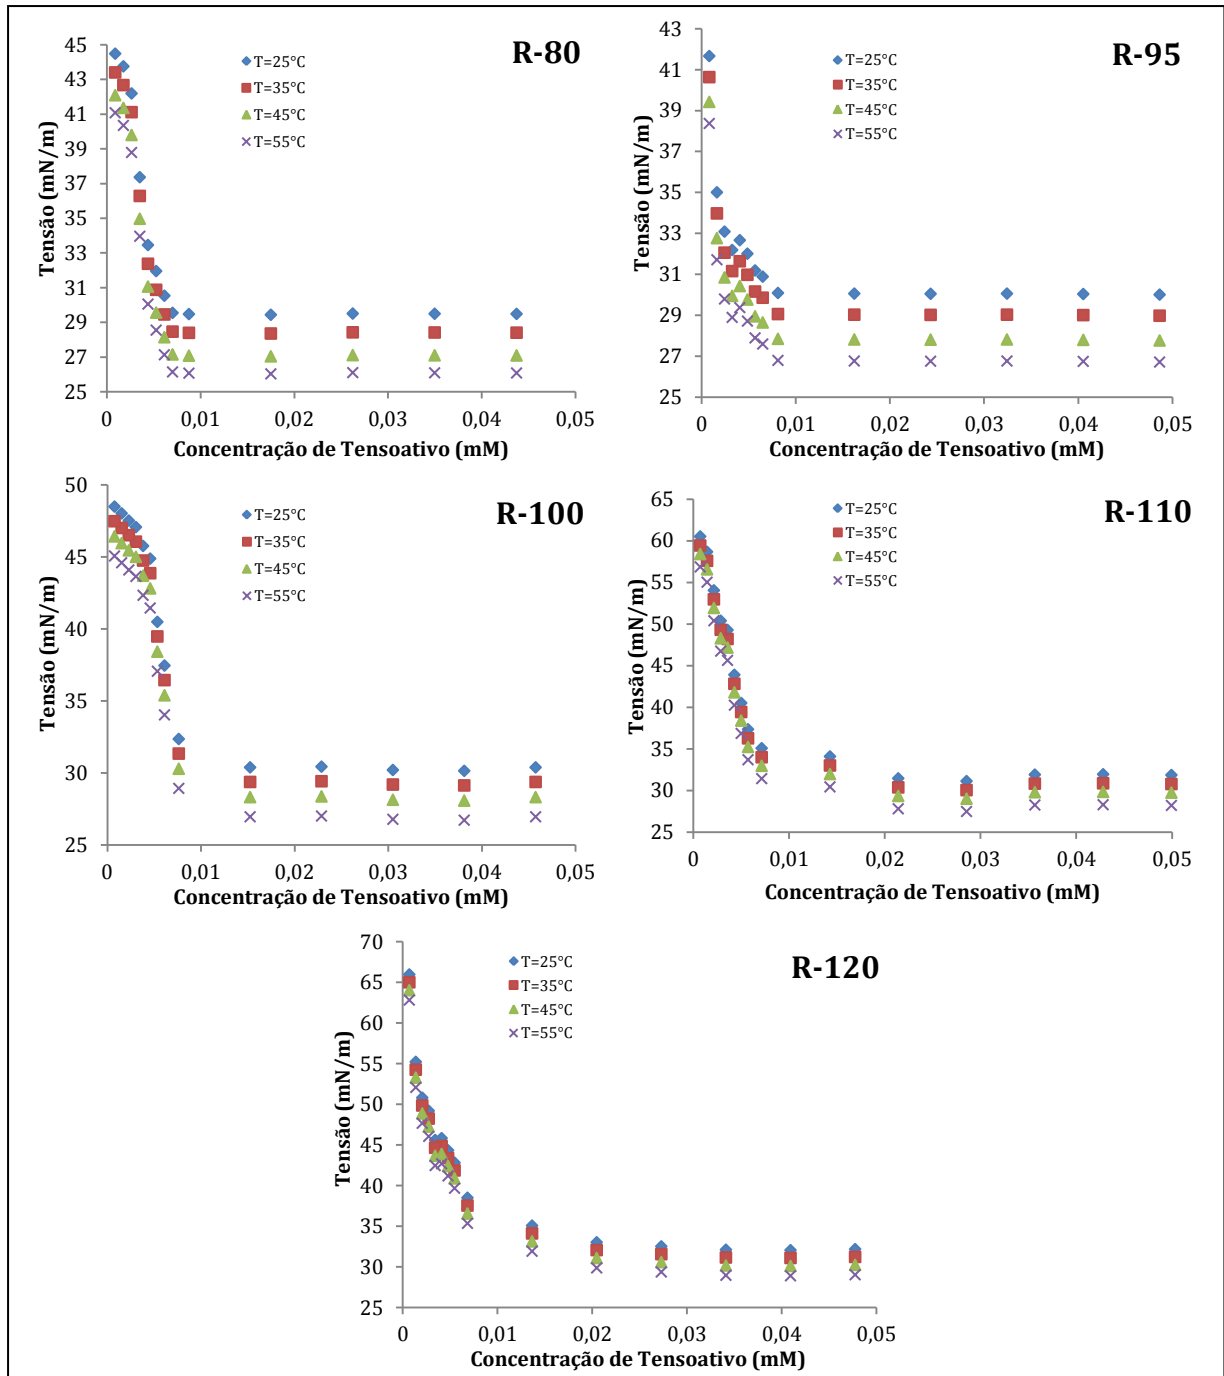 R-80
T=25°C
T=35°C
T=45°C
T=55°C
Tensão (mN/m)
45
43
41
39
37
35
33
31
29
27
25
0 0,01 0,02 0,03 0,04 0,05
Concentração de Tensoativo (mM)
R-95
T=25°C
T=35°C
T=45°C
T=55°C
Tensão (mN/m)
43
41
39
37
35
33
31
29
27
25
0 0,01 0,02 0,03 0,04 0,05
Concentração de Tensoativo (mM)
R-100
T=25°C
T=35°C
T=45°C
T=55°C
Tensão (mN/m)
50
45
40
35
30
25
0 0,01 0,02 0,03 0,04 0,05
Concentração de Tensoativo (mM)
R-110
T=25°C
T=35°C
T=45°C
T=55°C
Tensão (mN/m)
65
60
55
50
45
40
35
30
25
0 0,01 0,02 0,03 0,04 0,05
Concentração de Tensoativo (mM)
R-120
T=25°C
T=35°C
T=45°C
T=55°C
Tensão (mN/m)
70
65
60
55
50
45
40
35
30
25
0 0,01 0,02 0,03 0,04 0,05
Concentração de Tensoativo (mM)